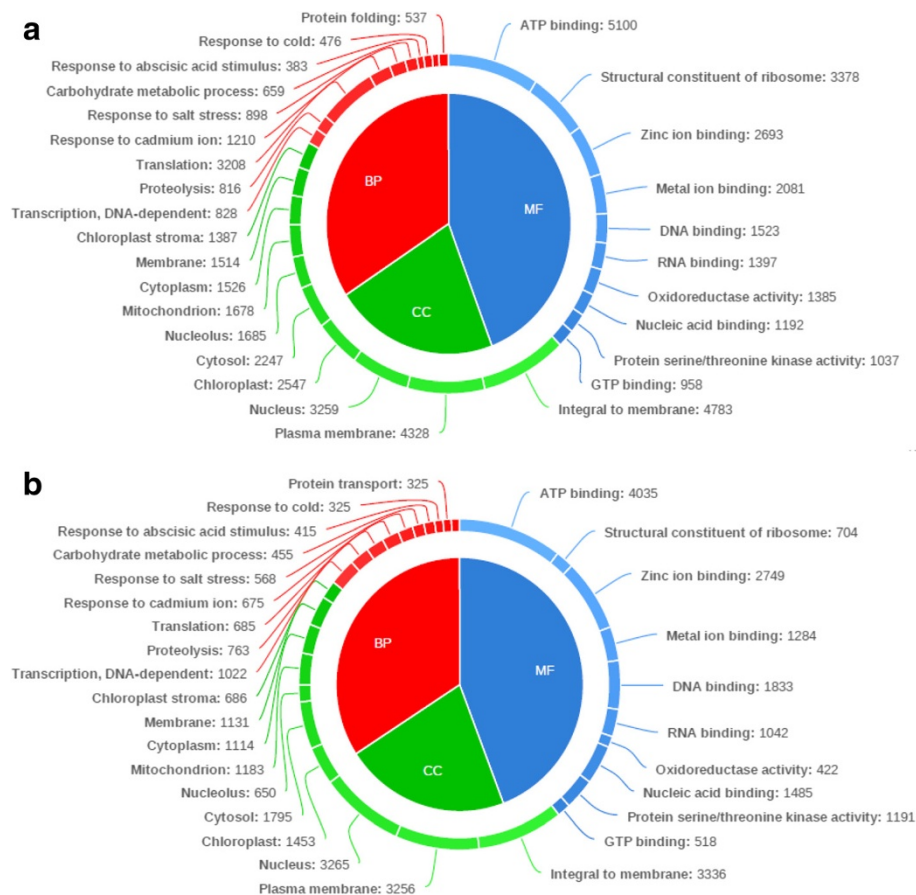 a
Protein folding: 537
Response to cold: 476
Response to abscisic acid stimulus: 383
Carbohydrate metabolic process: 659
Response to salt stress: 898
Response to cadmium ion: 1210
Translation: 3208
Proteolysis: 816
Transcription, DNA-dependent: 828
Chloroplast stroma: 1387
Membrane: 1514
Cytoplasm: 1526
Mitochondrion: 1678
Nucleolus: 1685
Cytosol: 2247
Chloroplast: 2547
Nucleus: 3259
Plasma membrane: 4328
ATP binding: 5100
Structural constituent of ribosome: 3378
Zinc ion binding: 2693
Metal ion binding: 2081
DNA binding: 1523
RNA binding: 1397
Oxidoreductase activity: 1385
Nucleic acid binding: 1192
Protein serine/threonine kinase activity: 1037
GTP binding: 958
Integral to membrane: 4783
BP
MF
CC
b
Protein transport: 325
Response to cold: 325
Response to abscisic acid stimulus: 415
Carbohydrate metabolic process: 455
Response to salt stress: 568
Response to cadmium ion: 675
Translation: 685
Proteolysis: 763
Transcription, DNA-dependent: 1022
Chloroplast stroma: 686
Membrane: 1131
Cytoplasm: 1114
Mitochondrion: 1183
Nucleolus: 650
Cytosol: 1795
Chloroplast: 1453
Nucleus: 3265
Plasma membrane: 3256
ATP binding: 4035
Structural constituent of ribosome: 704
Zinc ion binding: 2749
Metal ion binding: 1284
DNA binding: 1833
RNA binding: 1042
Oxidoreductase activity: 422
Nucleic acid binding: 1485
Protein serine/threonine kinase activity: 1191
GTP binding: 518
Integral to membrane: 3336
BP
MF
CC